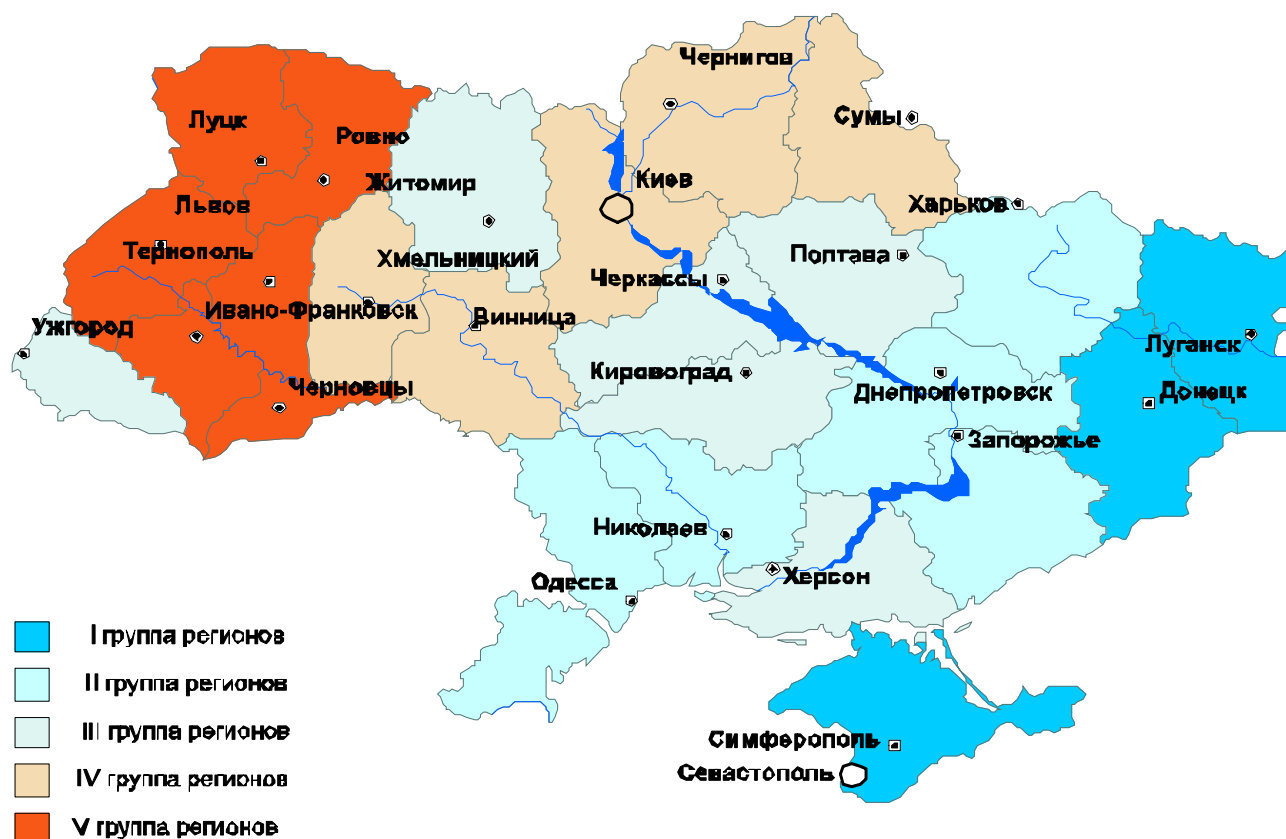 Чернигов
Сумы
Луцк
Ровно
Киев
Житомир
Харьков
Львов
Тернополь
Хмельницкий
Полтава
Черкассы
Ивано-Франковск
Винница
Ужгород
Луганск
Кировоград
Черновцы
Днепропетровск
Донецк
Запорожье
Николаев
Херсон
Одесса
I группа регионов
II группа регионов
III группа регионов
Симферополь
Севастополь
IV группа регионов
V группа регионов